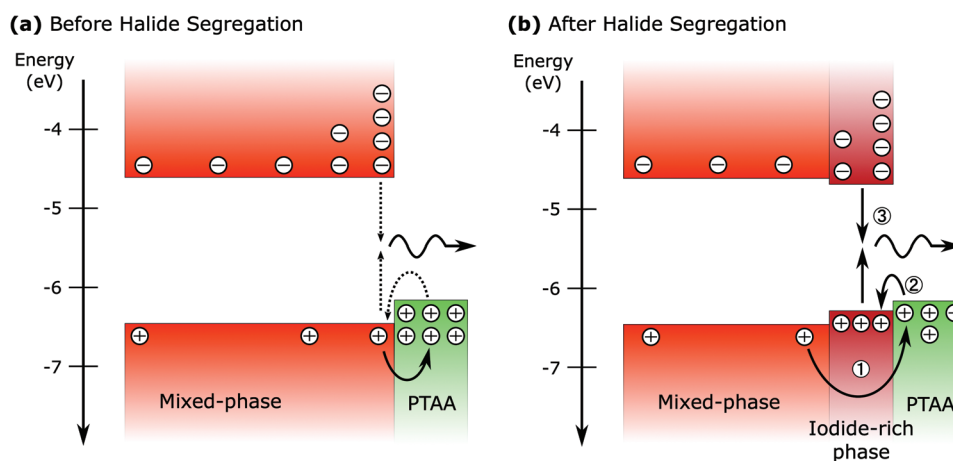 (a) Before Halide Segregation
Energy
(eV)
-4
-5
-6
-7
Mixed-phase
PTAA
(b) After Halide Segregation
Energy
(eV)
-4
-5
-6
-7
③
②
①
Mixed-phase
Iodide-rich
phase
PTAA